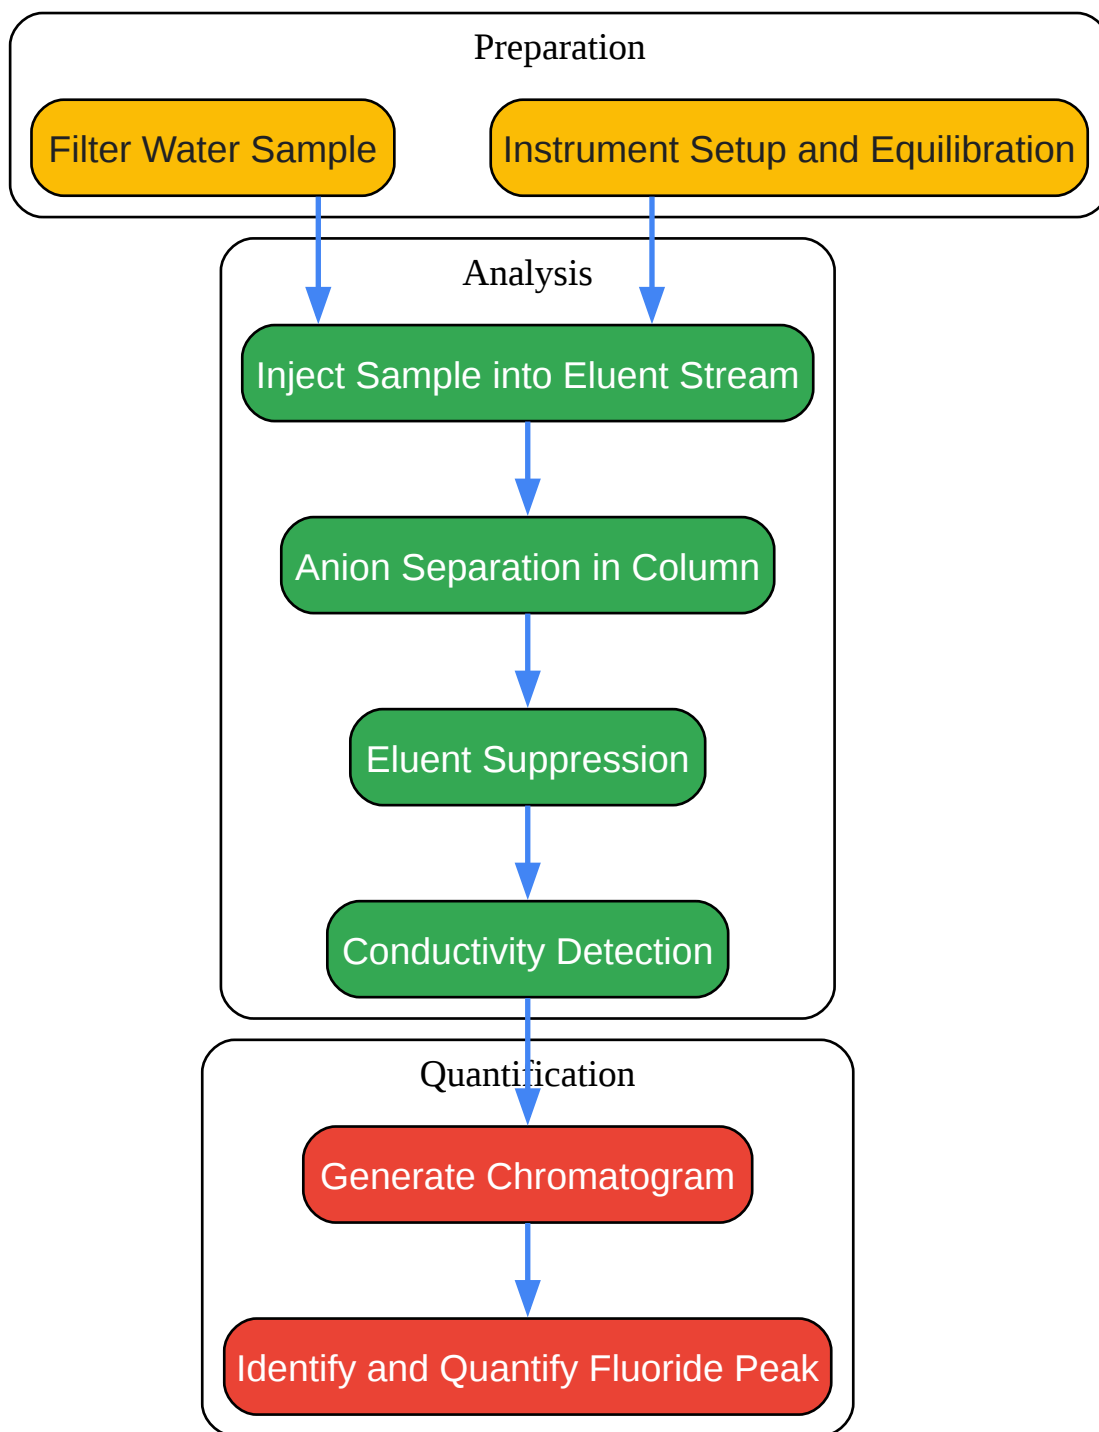 Preparation
Filter Water Sample
Instrument Setup and Equilibration
Analysis
Inject Sample into Eluent Stream
Anion Separation in Column
Eluent Suppression
Conductivity Detection
Quantification
Generate Chromatogram
Identify and Quantify Fluoride Peak